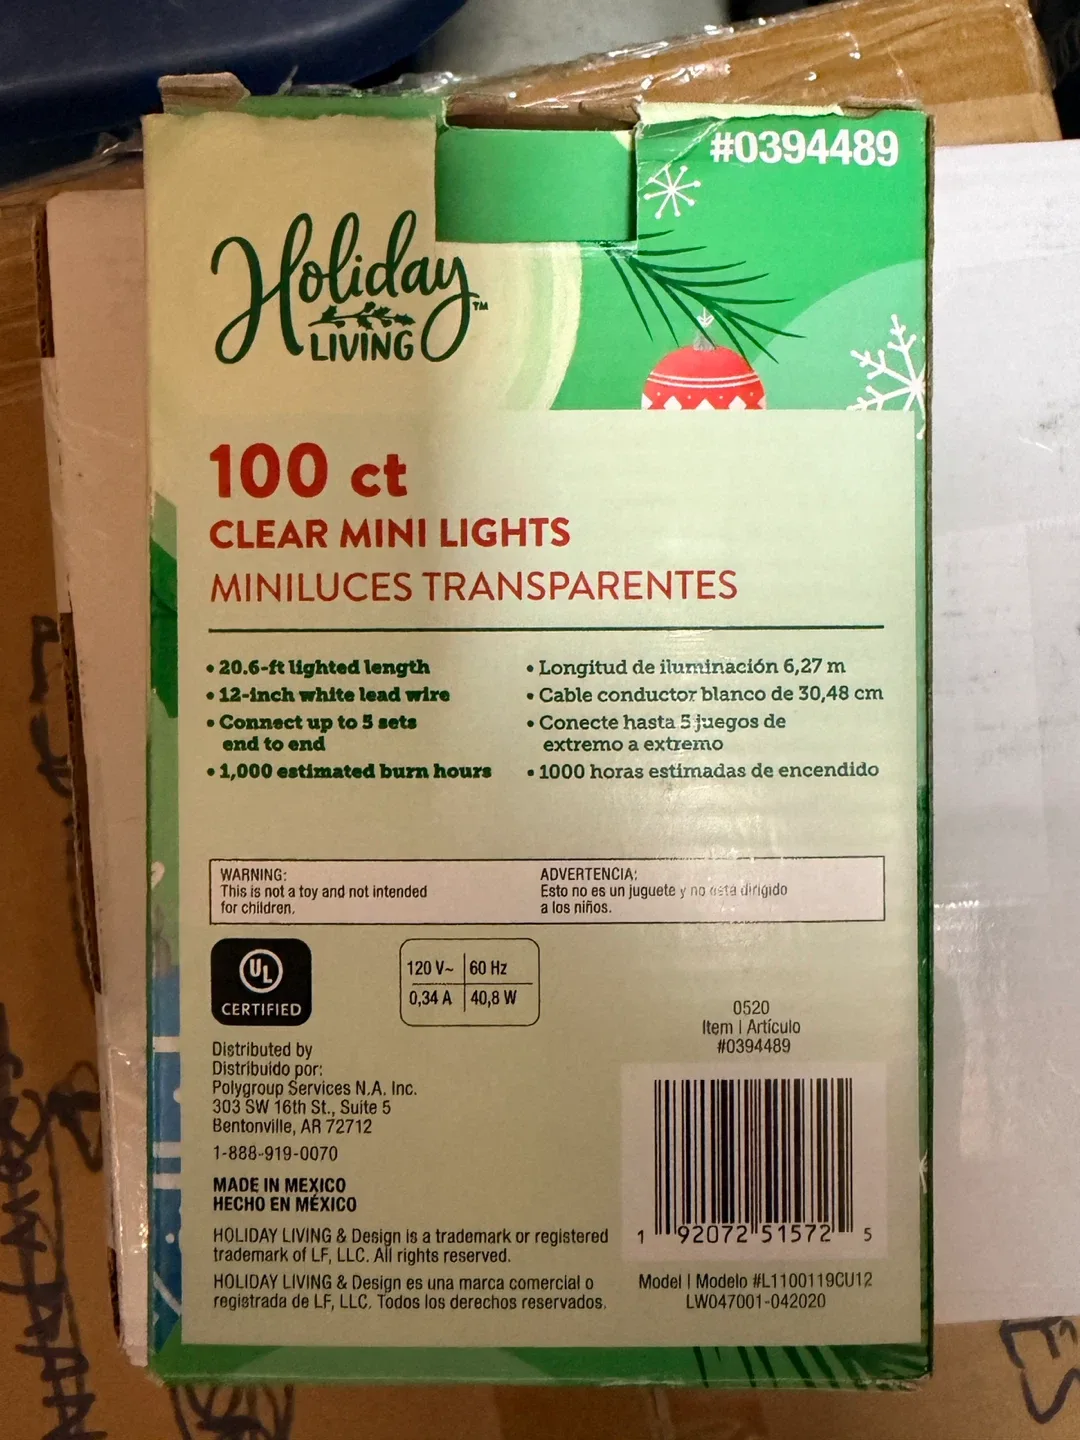 #0394489
Holiday™
LIVING
100 ct
CLEAR MINI LIGHTS
MINILUCES TRANSPARENTES
• 20.6-ft lighted length
• 12-inch white lead wire
• Connect up to 5 sets
end to end
• 1,000 estimated burn hours
• Longitud de iluminación 6,27 m
• Cable conductor blanco de 30,48 cm
• Conecte hasta 5 juegos de
extremo a extremo
• 1000 horas estimadas de encendido
WARNING:
This is not a toy and not intended
for children.
ADVERTENCIA:
Esto no es un juguete y no está dirigido
a los niños.
UL
CERTIFIED
120 V~ 60 Hz
0,34 A 40,8 W
Distributed by
Distribuido por:
Polygroup Services N.A. Inc.
303 SW 16th St., Suite 5
Bentonville, AR 72712
1-888-919-0070
MADE IN MEXICO
HECHO EN MÉXICO
HOLIDAY LIVING & Design is a trademark or registered
trademark of LF, LLC. All rights reserved.
HOLIDAY LIVING & Design es una marca comercial o
registrada de LF, LLC. Todos los derechos reservados.
0520
Item | Artículo
#0394489
1 92072 51572 5
Model | Modelo #L1100119CU12
LW047001-042020